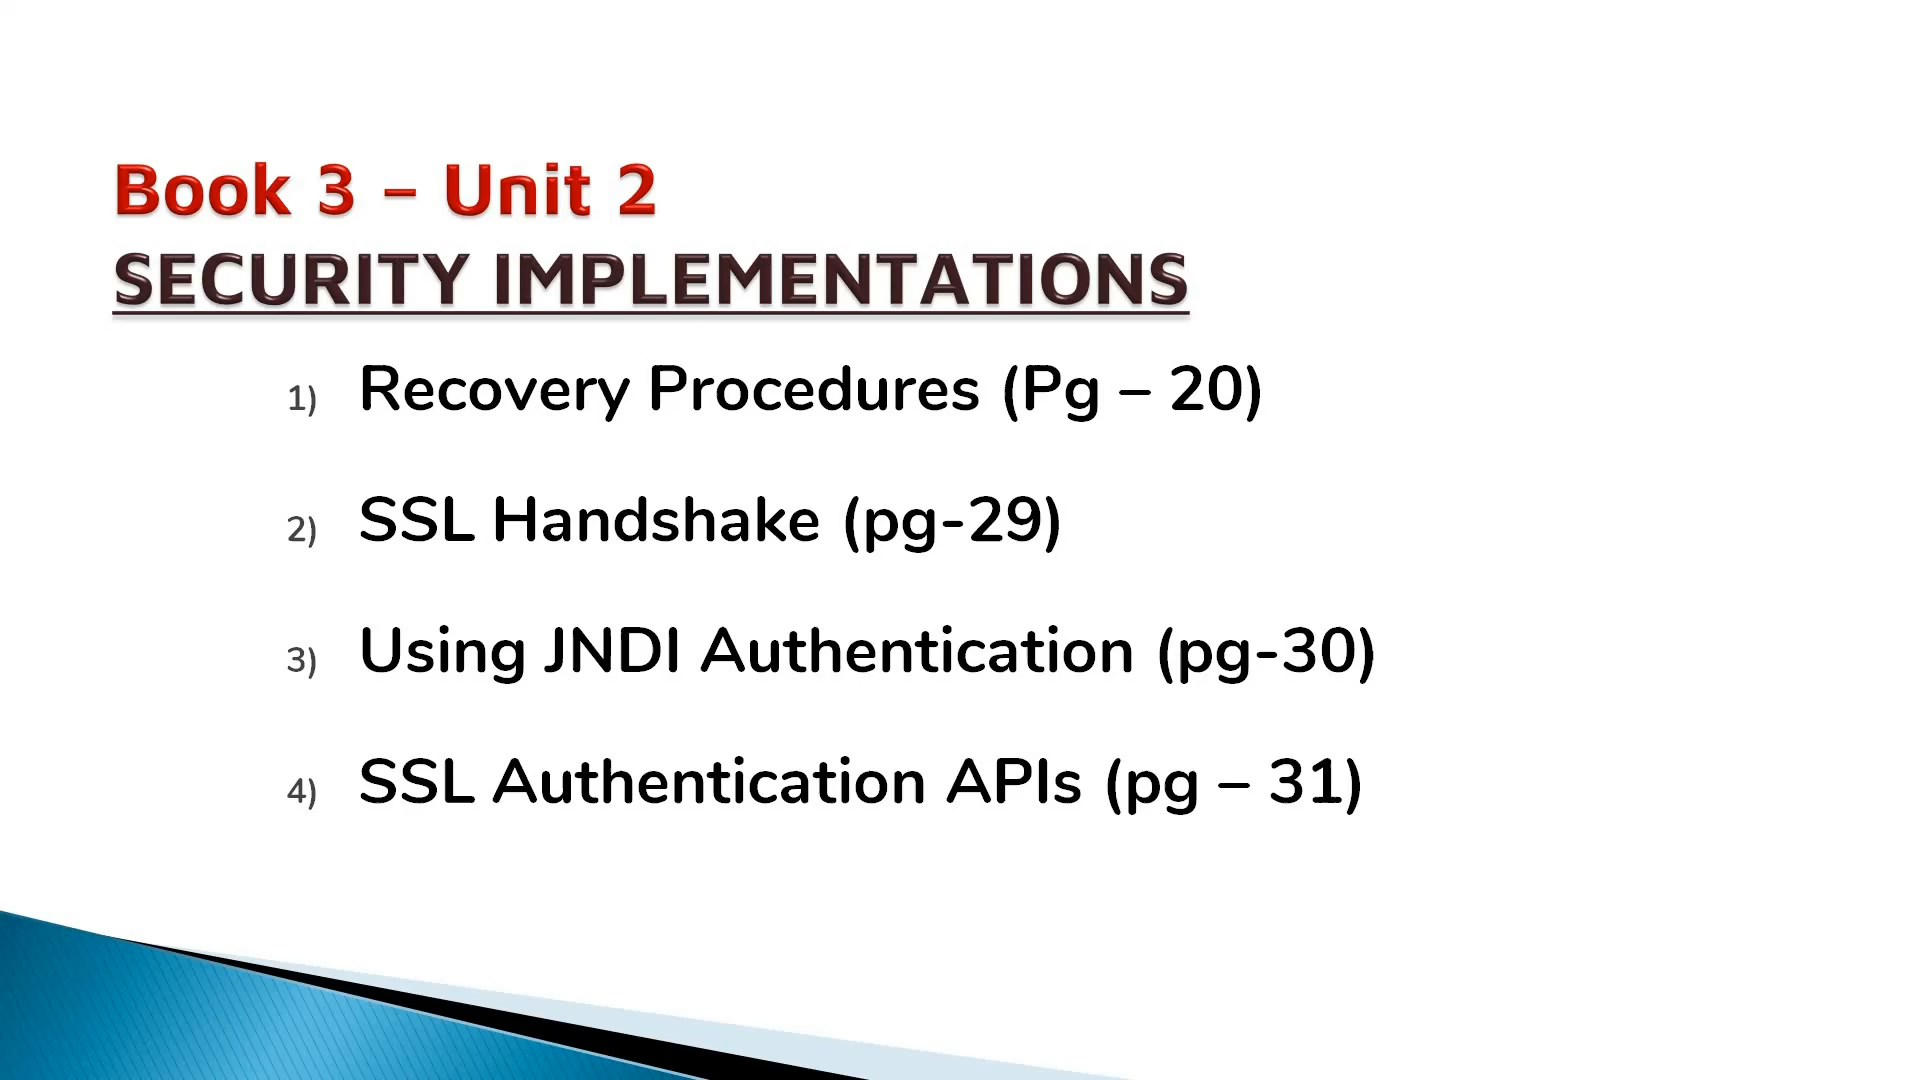 Book 3 – Unit 2
SECURITY IMPLEMENTATIONS
1) Recovery Procedures (Pg – 20)
2) SSL Handshake (pg-29)
3) Using JNDI Authentication (pg-30)
4) SSL Authentication APIs (pg – 31)